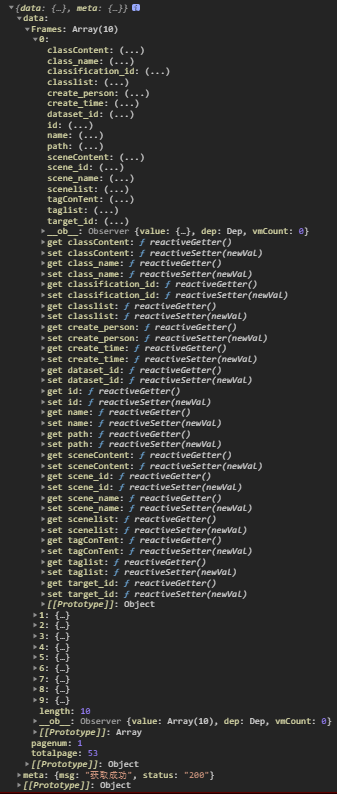 {data: {…}, meta: {…}} i
data:
Frames: Array(10)
0:
classContent: (...)
class_name: (...)
classification_id: (...)
classlist: (...)
create_person: (...)
create_time: (...)
dataset_id: (...)
id: (...)
name: (...)
path: (...)
sceneContent: (...)
scene_id: (...)
scene_name: (...)
scenelist: (...)
tagConTent: (...)
taglist: (...)
target_id: (...)
__ob__: Observer {value: {…}, dep: Dep, vmCount: 0}
get classContent: ƒ reactiveGetter()
set classContent: ƒ reactiveSetter(newVal)
get class_name: ƒ reactiveGetter()
set class_name: ƒ reactiveSetter(newVal)
get classification_id: ƒ reactiveGetter()
set classification_id: ƒ reactiveSetter(newVal)
get classlist: ƒ reactiveGetter()
set classlist: ƒ reactiveSetter(newVal)
get create_person: ƒ reactiveGetter()
set create_person: ƒ reactiveSetter(newVal)
get create_time: ƒ reactiveGetter()
set create_time: ƒ reactiveSetter(newVal)
get dataset_id: ƒ reactiveGetter()
set dataset_id: ƒ reactiveSetter(newVal)
get id: ƒ reactiveGetter()
set id: ƒ reactiveSetter(newVal)
get name: ƒ reactiveGetter()
set name: ƒ reactiveSetter(newVal)
get path: ƒ reactiveGetter()
set path: ƒ reactiveSetter(newVal)
get sceneContent: ƒ reactiveGetter()
set sceneContent: ƒ reactiveSetter(newVal)
get scene_id: ƒ reactiveGetter()
set scene_id: ƒ reactiveSetter(newVal)
get scene_name: ƒ reactiveGetter()
set scene_name: ƒ reactiveSetter(newVal)
get scenelist: ƒ reactiveGetter()
set scenelist: ƒ reactiveSetter(newVal)
get tagConTent: ƒ reactiveGetter()
set tagConTent: ƒ reactiveSetter(newVal)
get taglist: ƒ reactiveGetter()
set taglist: ƒ reactiveSetter(newVal)
get target_id: ƒ reactiveGetter()
set target_id: ƒ reactiveSetter(newVal)
[[Prototype]]: Object
1: {…}
2: {…}
3: {…}
4: {…}
5: {…}
6: {…}
7: {…}
8: {…}
9: {…}
length: 10
__ob__: Observer {value: Array(10), dep: Dep, vmCount: 0}
[[Prototype]]: Array
pagenum: 1
totalpage: 53
[[Prototype]]: Object
meta: {msg: "获取成功", status: "200"}
[[Prototype]]: Object